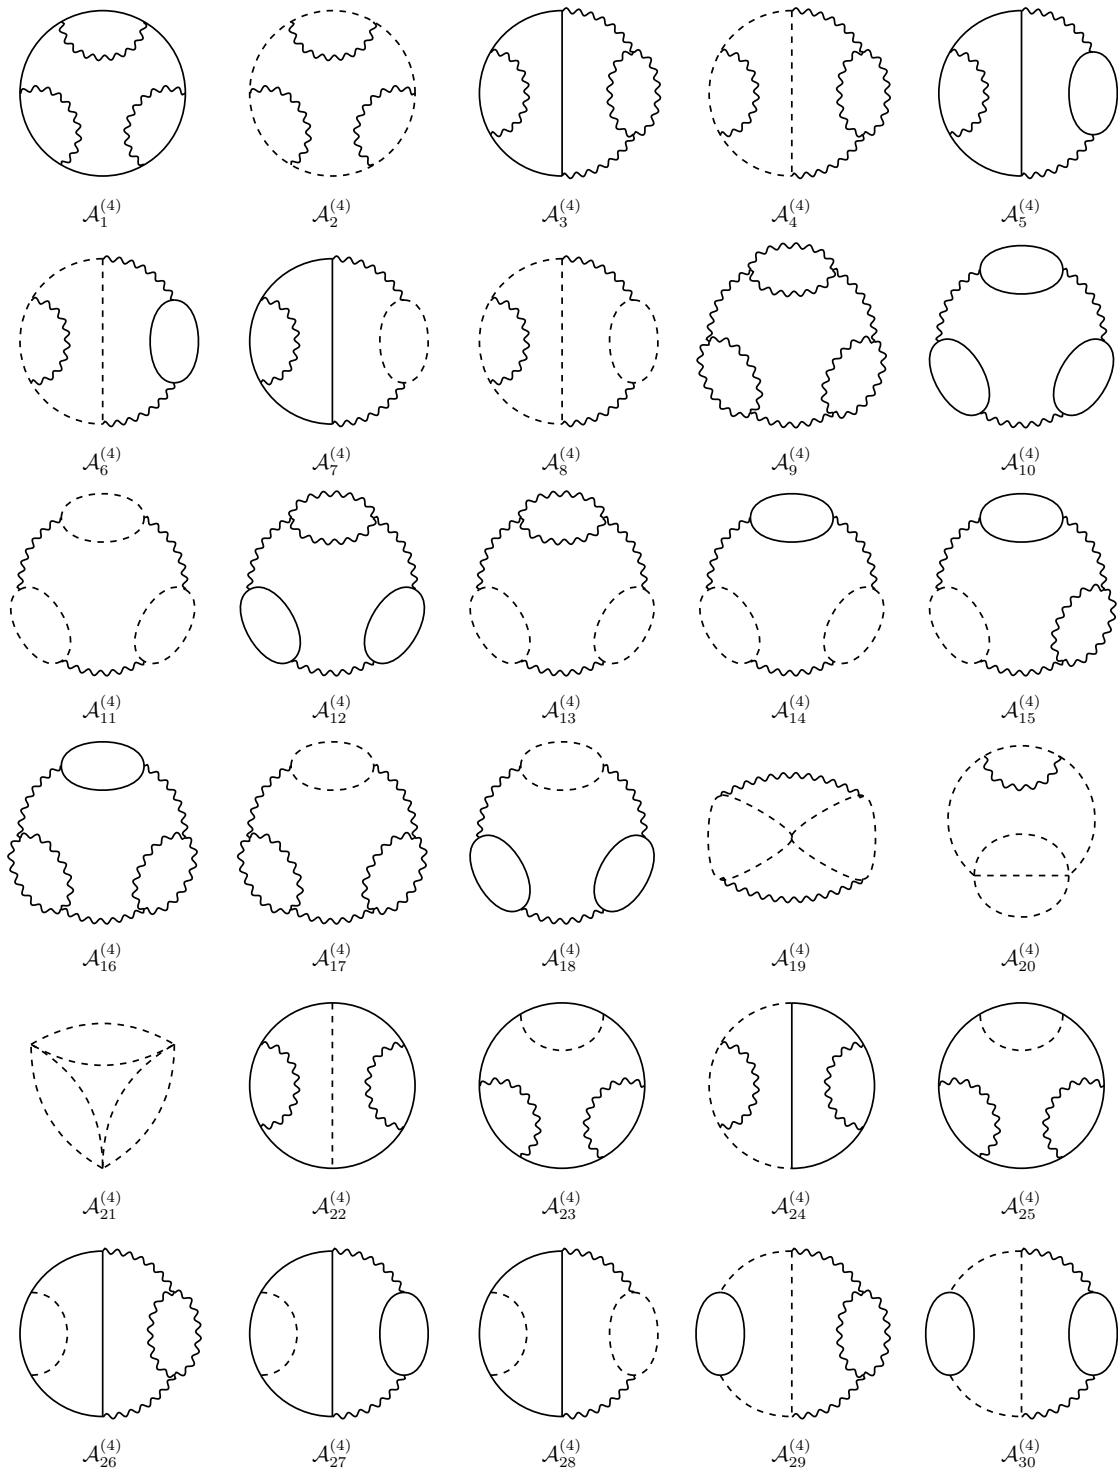 𝒜₁⁽⁴⁾ 𝒜₂⁽⁴⁾ 𝒜₃⁽⁴⁾ 𝒜₄⁽⁴⁾ 𝒜₅⁽⁴⁾
𝒜₆⁽⁴⁾ 𝒜₇⁽⁴⁾ 𝒜₈⁽⁴⁾ 𝒜₉⁽⁴⁾ 𝒜₁₀⁽⁴⁾
𝒜₁₁⁽⁴⁾ 𝒜₁₂⁽⁴⁾ 𝒜₁₃⁽⁴⁾ 𝒜₁₄⁽⁴⁾ 𝒜₁₅⁽⁴⁾
𝒜₁₆⁽⁴⁾ 𝒜₁₇⁽⁴⁾ 𝒜₁₈⁽⁴⁾ 𝒜₁₉⁽⁴⁾ 𝒜₂₀⁽⁴⁾
𝒜₂₁⁽⁴⁾ 𝒜₂₂⁽⁴⁾ 𝒜₂₃⁽⁴⁾ 𝒜₂₄⁽⁴⁾ 𝒜₂₅⁽⁴⁾
𝒜₂₆⁽⁴⁾ 𝒜₂₇⁽⁴⁾ 𝒜₂₈⁽⁴⁾ 𝒜₂₉⁽⁴⁾ 𝒜₃₀⁽⁴⁾